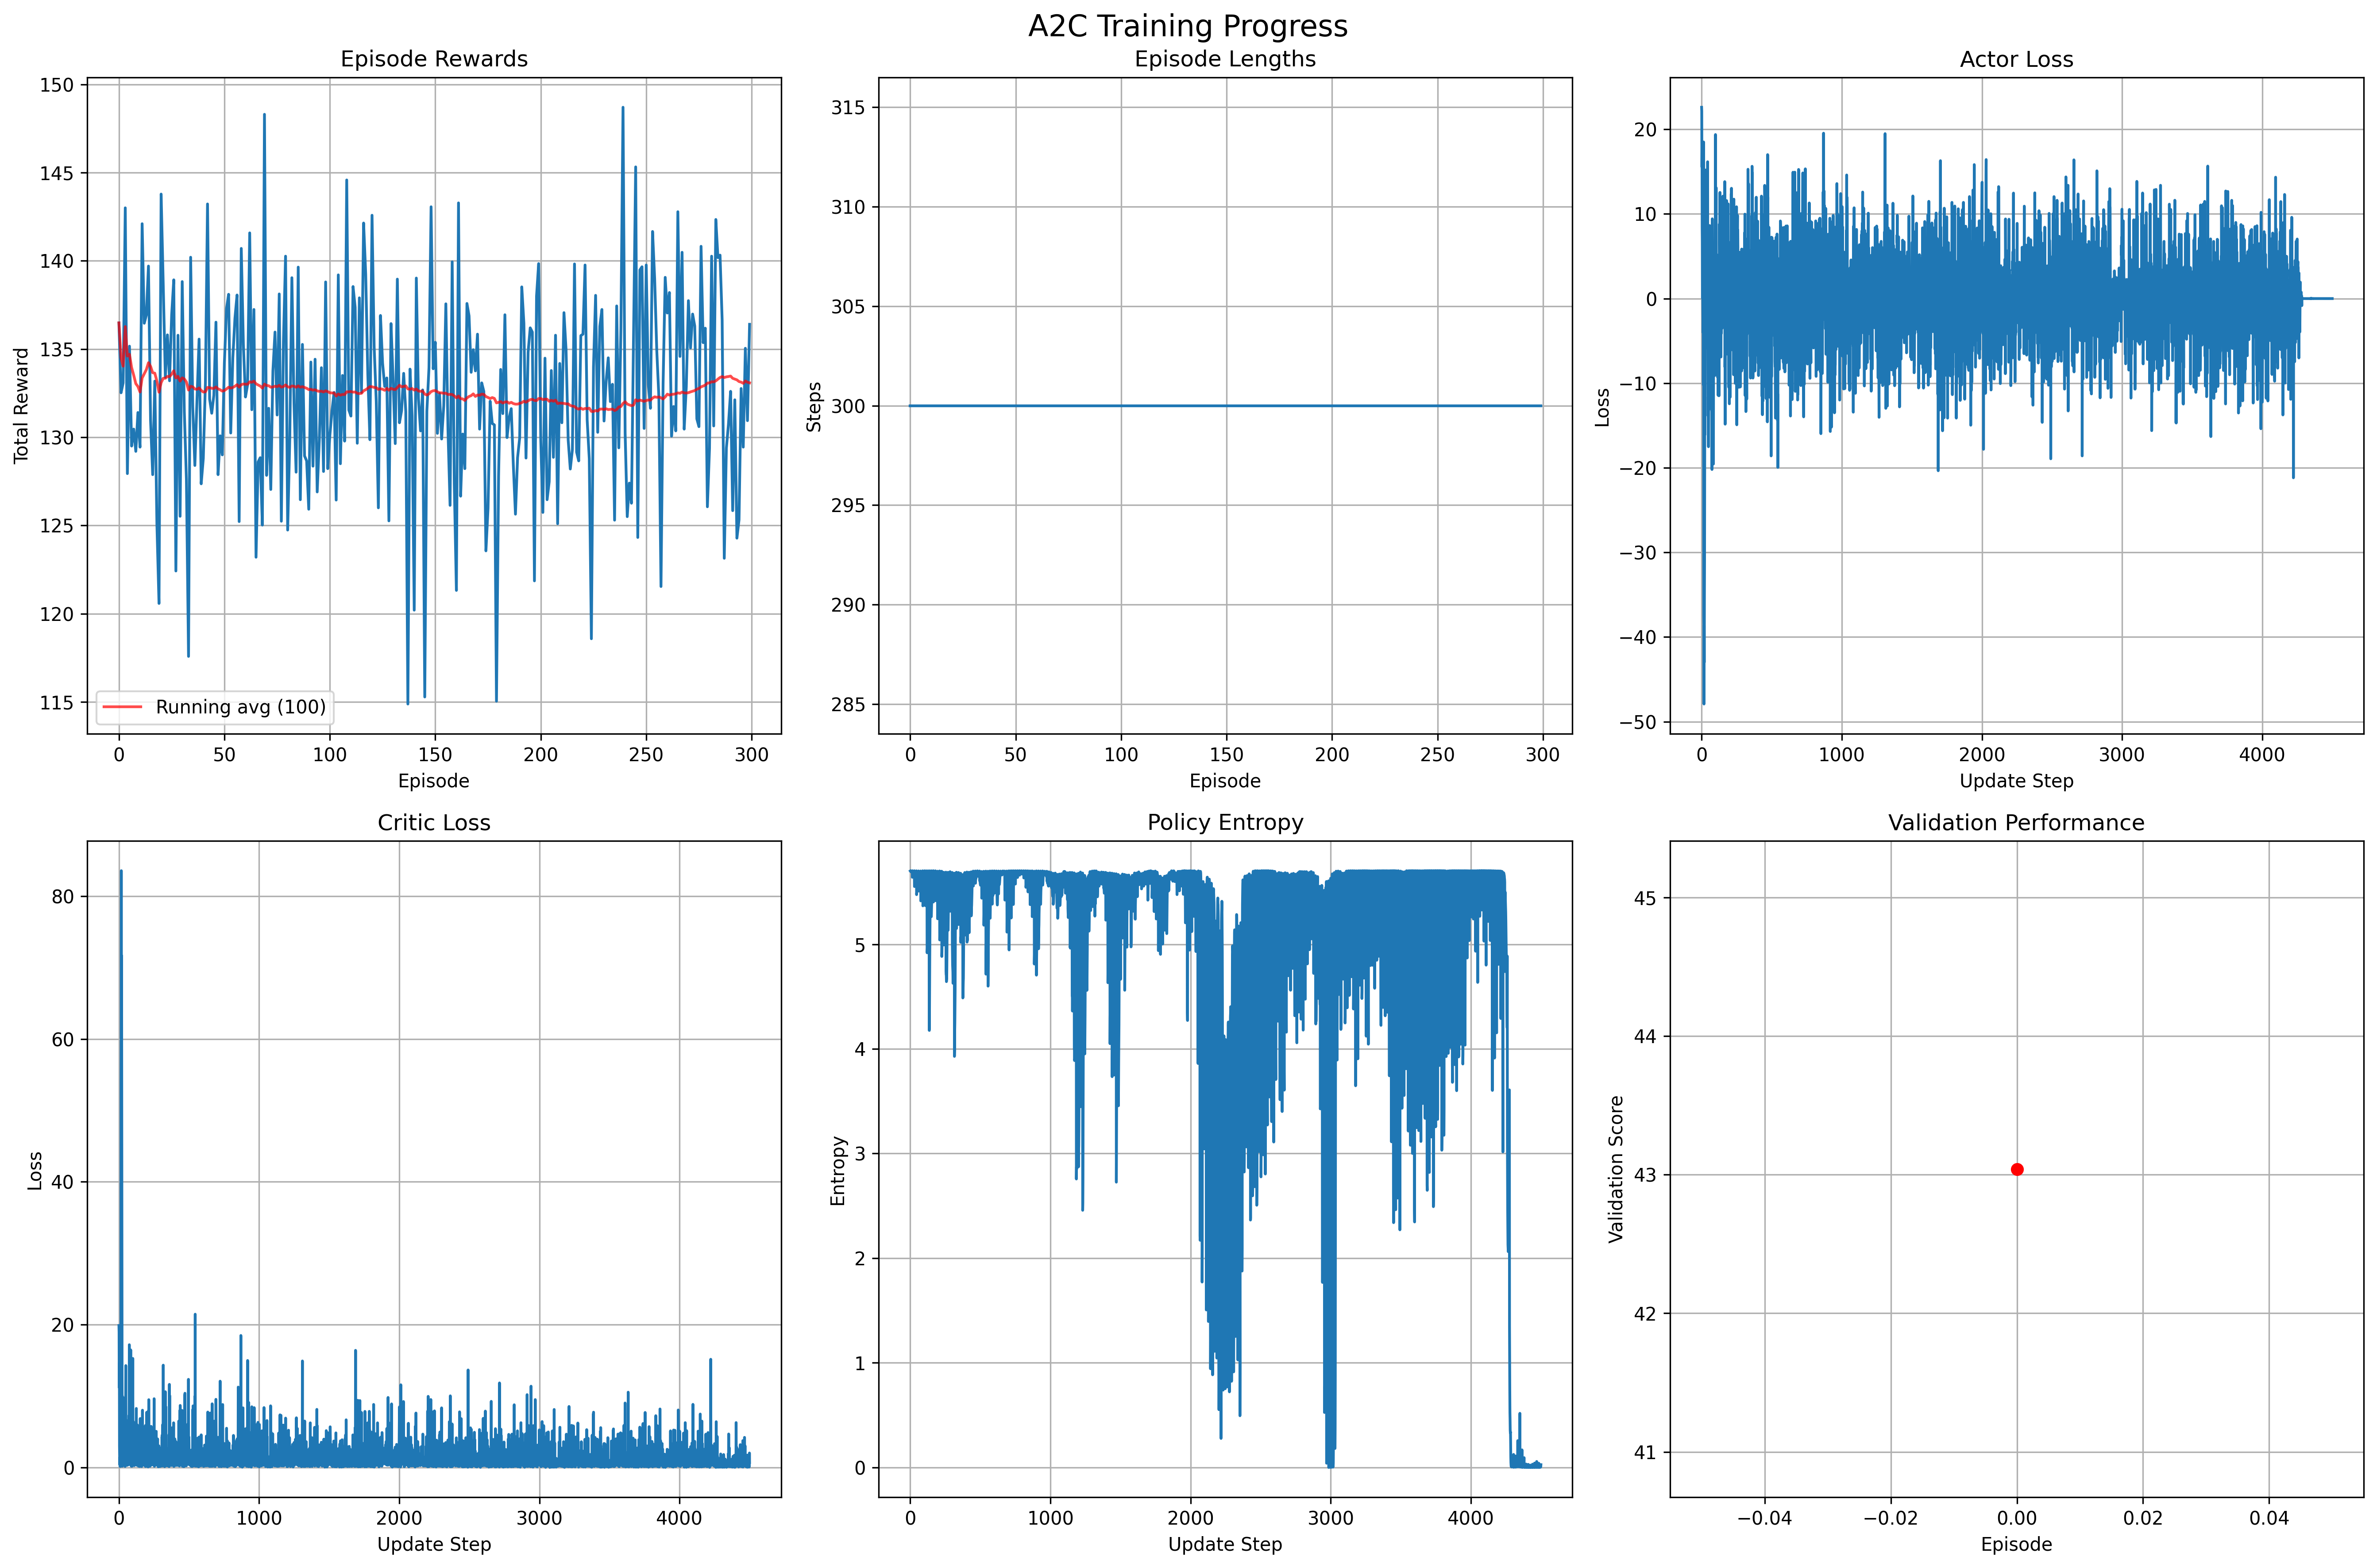 A2C Training Progress
Episode Rewards
Total Reward
150
145
140
135
130
125
120
115
Running avg (100)
0 50 100 150 200 250 300
Episode
Episode Lengths
Steps
315
310
305
300
295
290
285
0 50 100 150 200 250 300
Episode
Actor Loss
Loss
20
10
0
−10
−20
−30
−40
−50
0 1000 2000 3000 4000
Update Step
Critic Loss
Loss
80
60
40
20
0
0 1000 2000 3000 4000
Update Step
Policy Entropy
Entropy
5
4
3
2
1
0
0 1000 2000 3000 4000
Update Step
Validation Performance
Validation Score
45
44
43
42
41
−0.04 −0.02 0.00 0.02 0.04
Episode